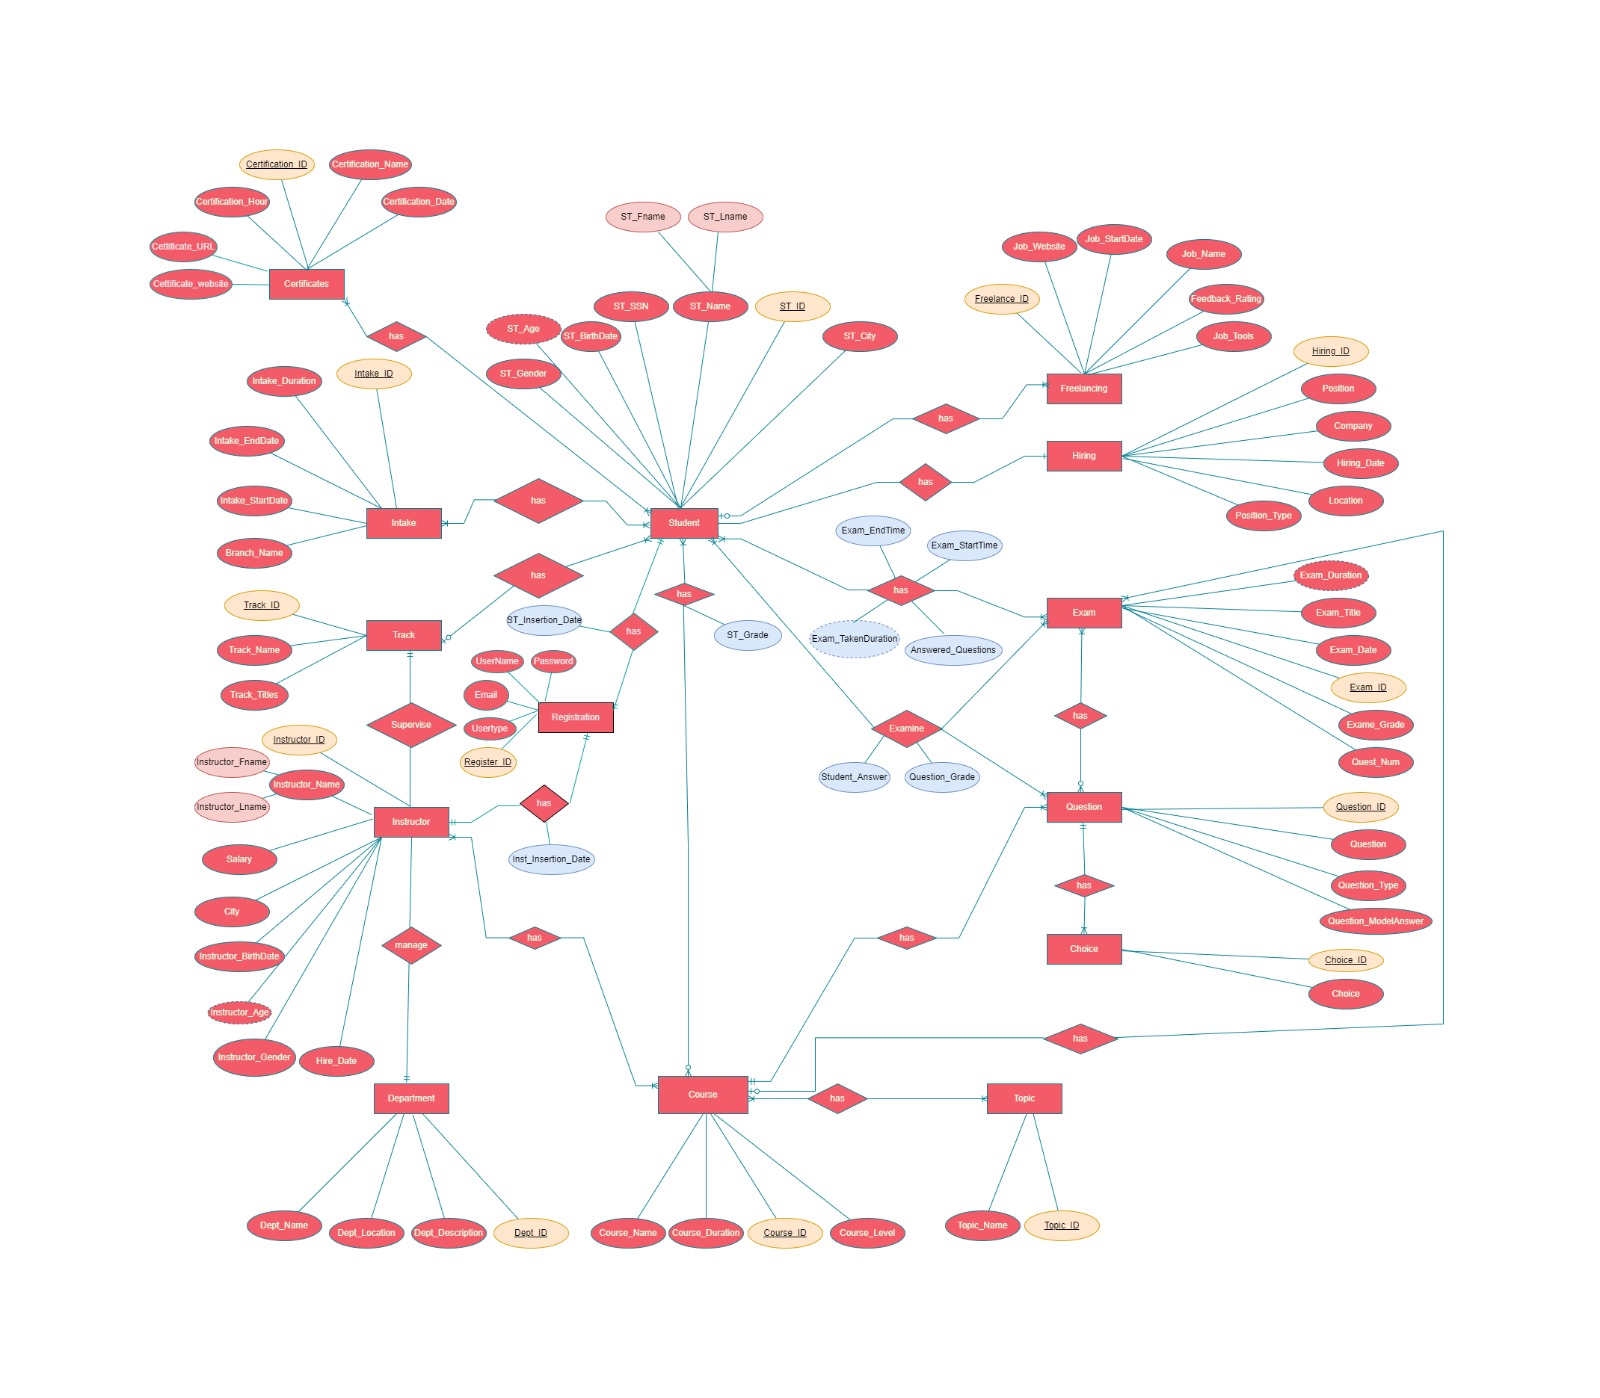 Certification_ID
Certification_Name
Certification_Hour
Certification_Date
Cettificate_URL
Cettificate_website
Certificates
has
ST_Fname
ST_Lname
ST_SSN
ST_Name
ST_ID
ST_Age
ST_BirthDate
ST_City
ST_Gender
Job_Website
Job_StartDate
Job_Name
Freelance_ID
Feedback_Rating
Job_Tools
Freelancing
has
Hiring_ID
Position
Company
Hiring_Date
Location
Position_Type
Hiring
has
Intake_ID
Intake_Duration
Intake_EndDate
Intake_StartDate
Branch_Name
Intake
has
Student
Exam_EndTime
Exam_StartTime
has
Exam_TakenDuration
Answered_Questions
Exam
Exam_Duration
Exam_Title
Exam_Date
Exam_ID
Exame_Grade
Quest_Num
has
Track_ID
Track_Name
Track_Titles
Track
has
ST_Insertion_Date
has
has
ST_Grade
UserName
Password
Email
Usertype
Register_ID
Registration
Supervise
Examine
Student_Answer
Question_Grade
Instructor_ID
Instructor_Fname
Instructor_Name
Instructor_Lname
Instructor
has
Inst_Insertion_Date
Salary
City
Instructor_BirthDate
Instructor_Age
Instructor_Gender
Hire_Date
manage
has
has
Question
Question_ID
Question
Question_Type
Question_ModelAnswer
has
Choice
Choice_ID
Choice
has
Department
Course
has
Topic
Dept_Name
Dept_Location
Dept_Description
Dept_ID
Course_Name
Course_Duration
Course_ID
Course_Level
Topic_Name
Topic_ID